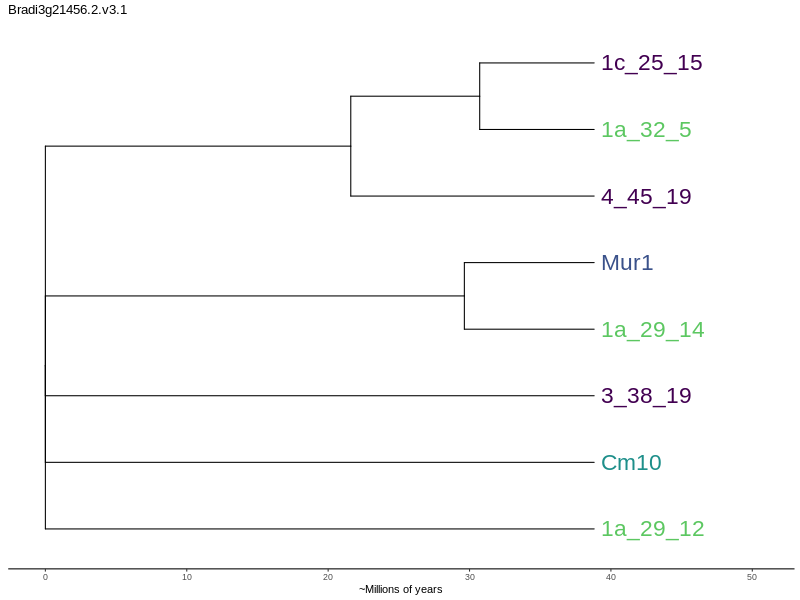 Bradi3g21456.2.v3.1
1c_25_15
1a_32_5
4_45_19
Mur1
1a_29_14
3_38_19
Cm10
1a_29_12
0 10 20 30 40 50
~Millions of years